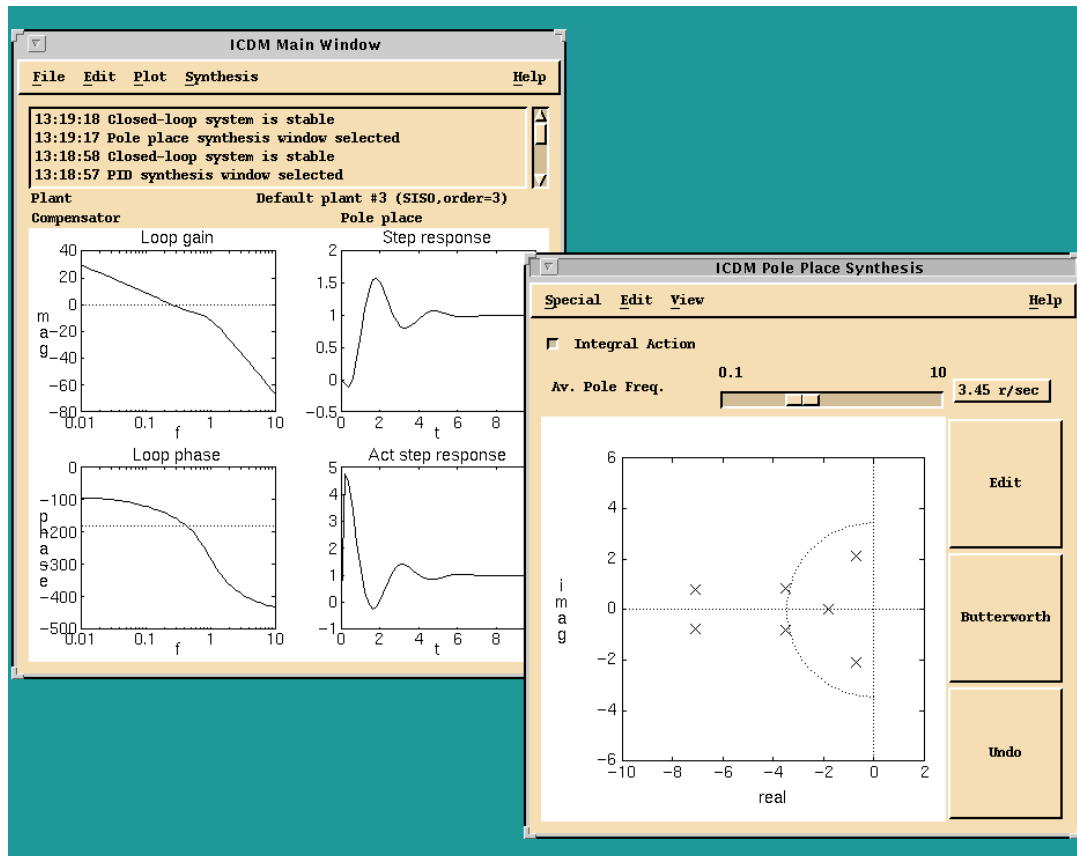 ICDM Main Window
File Edit Plot Synthesis Help
13:19:18 Closed-loop system is stable
13:19:17 Pole place synthesis window selected
13:18:58 Closed-loop system is stable
13:18:57 PID synthesis window selected
Plant Default plant #3 (SISO,order=3)
Compensator Pole place
Loop gain
40
20
0
-20
-40
-60
-80
mag
0.01 0.1 1 10
f
Step response
2
1.5
1
0.5
0
-0.5
0 2 4 6 8
t
Loop phase
0
-100
-200
-300
-400
-500
phase
0.01 0.1 1 10
f
Act step response
5
4
3
2
1
0
-1
0 2 4 6 8
t
ICDM Pole Place Synthesis
Special Edit View Help
Integral Action
0.1 10
Av. Pole Freq. 3.45 r/sec
6
4
2
0
-2
-4
-6
imag
-10 -8 -6 -4 -2 0 2
real
Edit
Butterworth
Undo